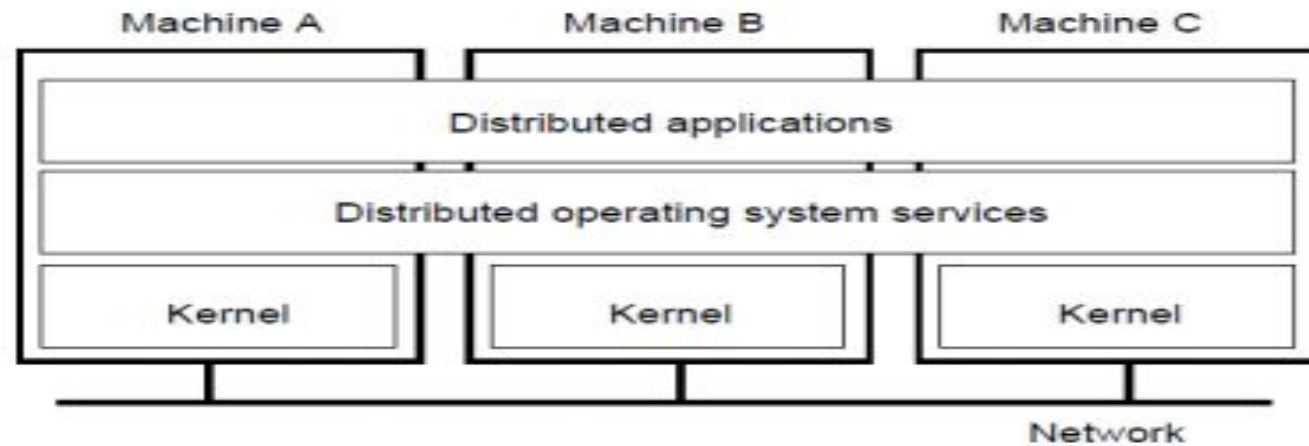 Machine A Machine B Machine C
Distributed applications
Distributed operating system services
Kernel Kernel Kernel
Network